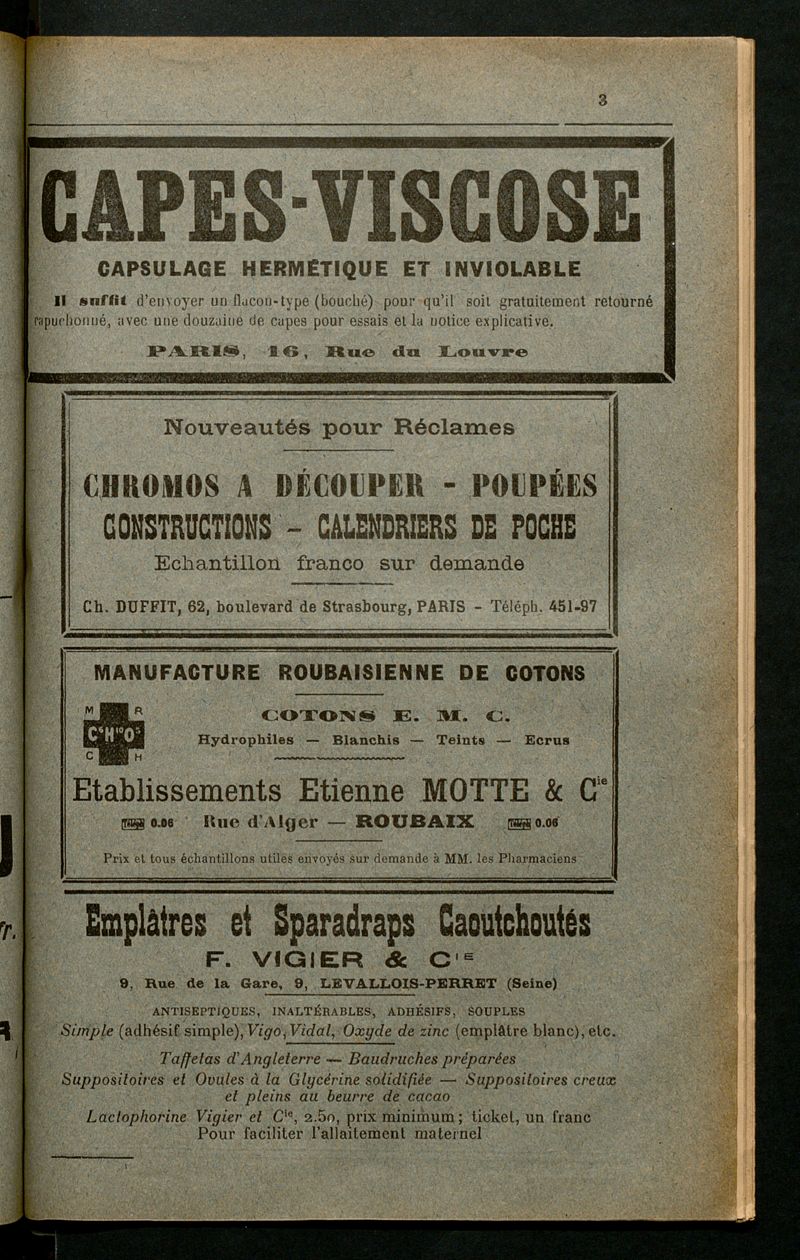 3
CAPES-VISCOSE
CAPSULAGE HERMÉTIQUE ET INVIOLABLE
Il suffit d'envoyer un flacon-type (bouché) pour qu'il soit gratuitement retourné
capuchonné, avec une douzaine de capes pour essais et la notice explicative.
PARIS, 16, Rue du Louvre
Nouveautés pour Réclames
CHROMOS A DÉCOUPER - POUPÉES
CONSTRUCTIONS - CALENDRIERS DE POCHE
Echantillon franco sur demande
Ch. DUFFIT, 62, boulevard de Strasbourg, PARIS - Téléph. 451-97
MANUFACTURE ROUBAISIENNE DE COTONS
M R
C⁶H¹⁰O⁵
C H
COTONS E. M. C.
Hydrophiles — Blanchis — Teints — Ecrus
Etablissements Etienne MOTTE & Cie
0.06 Rue d'Alger — ROUBAIX 0.06
Prix et tous échantillons utiles envoyés sur demande à MM. les Pharmaciens
Emplâtres et Sparadraps Caoutchoutés
F. VIGIER & CIE
9, Rue de la Gare, 9, LEVALLOIS-PERRET (Seine)
ANTISEPTIQUES, INALTÉRABLES, ADHÉSIFS, SOUPLES
Simple (adhésif simple), Vigo, Vidal, Oxyde de zinc (emplâtre blanc), etc.
Taffetas d'Angleterre — Baudruches préparées
Suppositoires et Ovules à la Glycérine solidifiée — Suppositoires creux
et pleins au beurre de cacao
Lactophorine Vigier et Cie, 2.50, prix minimum; ticket, un franc
Pour faciliter l'allaitement maternel